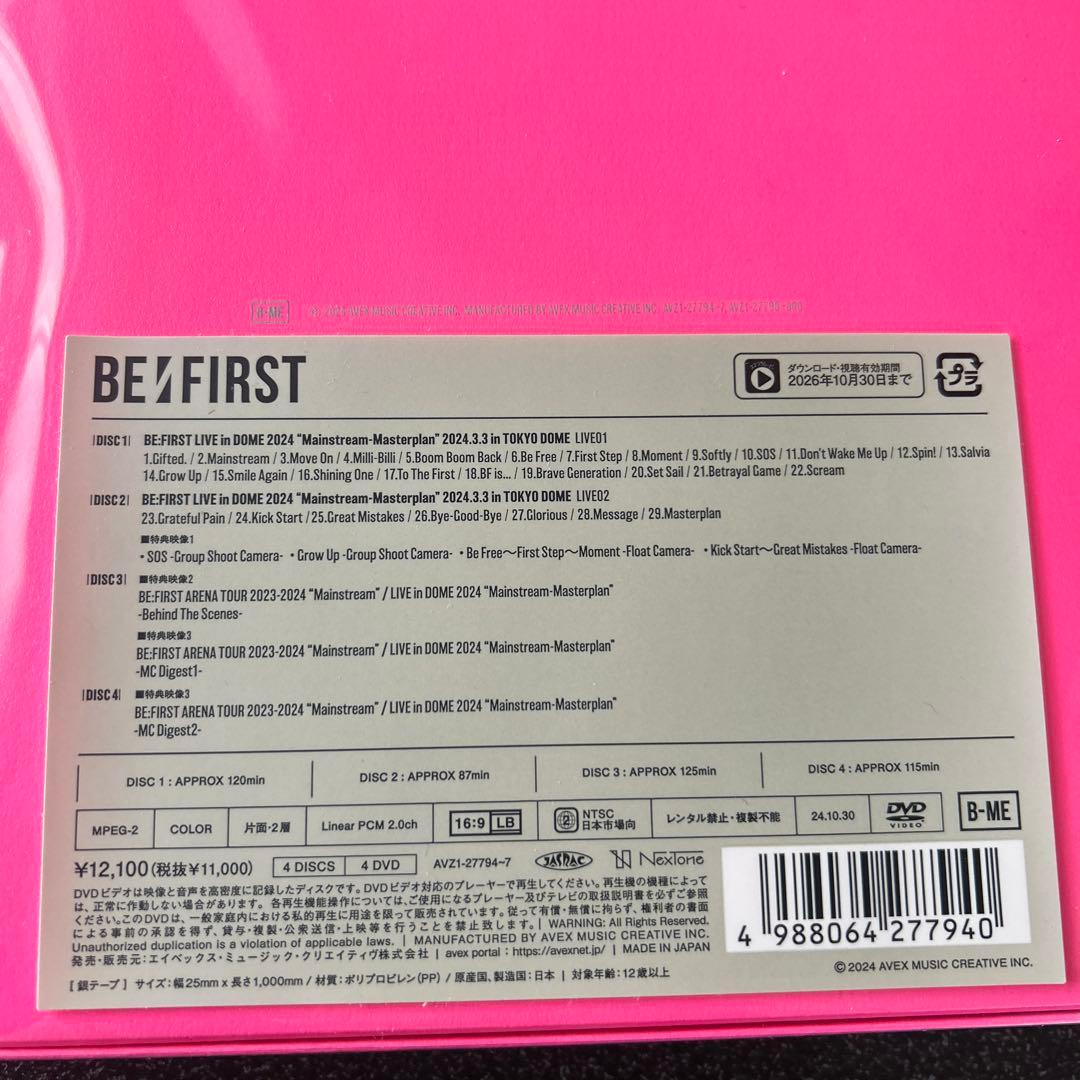 B-ME ℗© 2024 AVEX MUSIC CREATIVE INC. MANUFACTURED BY AVEX MUSIC CREATIVE INC. AVZ1-27794~7, AVZ1-27794~
BE:FIRST
ダウンロード・視聴有効期間
2026年10月30日まで
プラ
|DISC 1| BE:FIRST LIVE in DOME 2024 “Mainstream-Masterplan” 2024.3.3 in TOKYO DOME LIVE01
1.Gifted. / 2.Mainstream / 3.Move On / 4.Milli-Billi / 5.Boom Boom Back / 6.Be Free / 7.First Step / 8.Moment / 9.Softly / 10.SOS / 11.Don't Wake Me Up / 12.Spin! / 13.Salvia
14.Grow Up / 15.Smile Again / 16.Shining One / 17.To The First / 18.BF is... / 19.Brave Generation / 20.Set Sail / 21.Betrayal Game / 22.Scream
|DISC 2| BE:FIRST LIVE in DOME 2024 “Mainstream-Masterplan” 2024.3.3 in TOKYO DOME LIVE02
23.Grateful Pain / 24.Kick Start / 25.Great Mistakes / 26.Bye-Good-Bye / 27.Glorious / 28.Message / 29.Masterplan
■特典映像1
・SOS -Group Shoot Camera- ・Grow Up -Group Shoot Camera- ・Be Free〜First Step〜Moment -Float Camera- ・Kick Start〜Great Mistakes -Float Camera-
|DISC 3| ■特典映像2
BE:FIRST ARENA TOUR 2023-2024 “Mainstream” / LIVE in DOME 2024 “Mainstream-Masterplan”
-Behind The Scenes-
■特典映像3
BE:FIRST ARENA TOUR 2023-2024 “Mainstream” / LIVE in DOME 2024 “Mainstream-Masterplan”
-MC Digest1-
|DISC 4| ■特典映像3
BE:FIRST ARENA TOUR 2023-2024 “Mainstream” / LIVE in DOME 2024 “Mainstream-Masterplan”
-MC Digest2-
DISC 1 : APPROX 120min DISC 2 : APPROX 87min DISC 3 : APPROX 125min DISC 4 : APPROX 115min
MPEG-2 COLOR 片面・2層 Linear PCM 2.0ch 16:9 LB 2 NTSC 日本市場向 レンタル禁止・複製不能 24.10.30 DVD VIDEO B-ME
¥12,100(税抜¥11,000) 4 DISCS 4 DVD AVZ1-27794~7 JASRAC NexTone
DVDビデオは映像と音声を高密度に記録したディスクです。DVDビデオ対応のプレーヤーで再生してください。再生機の機種によって
は、正常に作動しない場合があります。各再生機能操作については、ご使用になるプレーヤー及びテレビの取扱説明書を必ずご参照
ください。このDVDは、一般家庭内における私的再生に用途を限って販売されています。従って有償・無償に拘らず、権利者の書面
による事前の承諾を得ず、貸与・複製・公衆送信・上映等を行うことを禁止致します。| WARNING: All Rights Reserved.
Unauthorized duplication is a violation of applicable laws. | MANUFACTURED BY AVEX MUSIC CREATIVE INC.
発売・販売元：エイベックス・ミュージック・クリエイティヴ株式会社 | avex portal : https://avexnet.jp/ | MADE IN JAPAN
[ 銀テープ ] サイズ：幅25mm x 長さ1,000mm / 材質：ポリプロピレン(PP) / 原産国、製造国：日本 | 対象年齢：12歳以上
4 988064 277940
©2024 AVEX MUSIC CREATIVE INC.